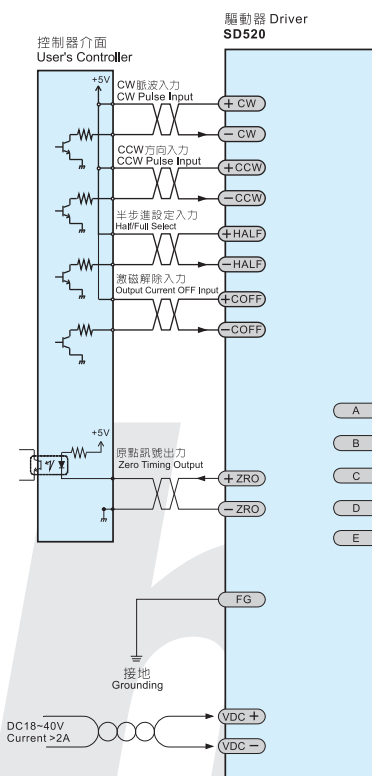 驅動器 Driver
SD520
控制器介面
User's Controller
+5V
CW脈波入力
CW Pulse Input
+ CW
− CW
CCW方向入力
CCW Pulse Input
+CCW
−CCW
半步進設定入力
Half/Full Select
+HALF
−HALF
激磁解除入力
Output Current OFF Input
+COFF
−COFF
A
B
C
D
E
+5V
原點訊號出力
Zero Timing Output
+ ZRO
− ZRO
FG
接地
Grounding
DC18~40V
Current >2A
VDC +
VDC −